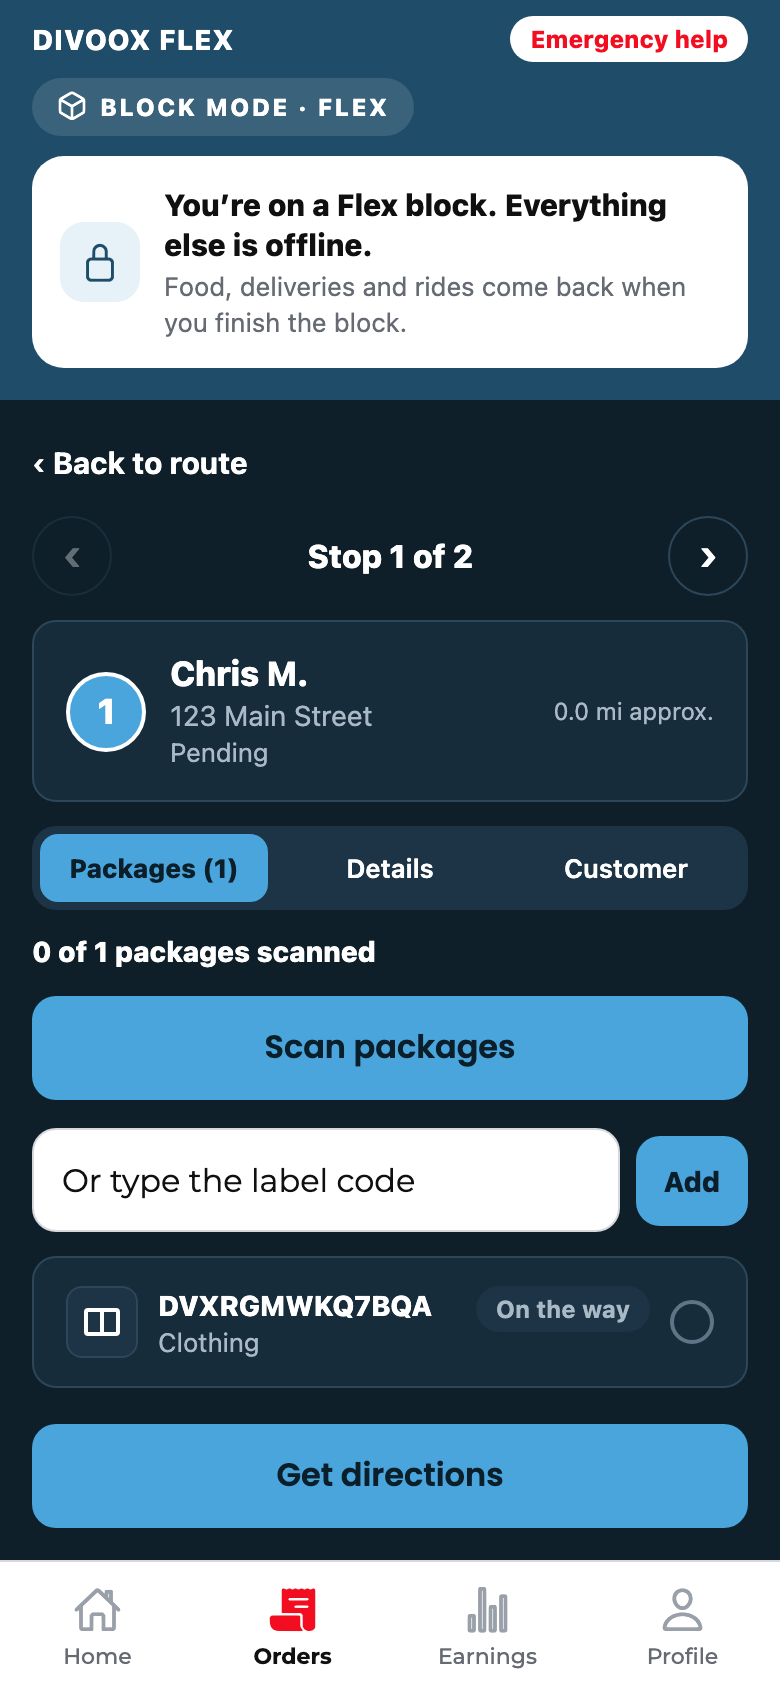 DIVOOX FLEX
Emergency help
BLOCK MODE · FLEX
You’re on a Flex block. Everything
else is offline.
Food, deliveries and rides come back when
you finish the block.
‹ Back to route
‹
Stop 1 of 2
›
1
Chris M.
123 Main Street
Pending
0.0 mi approx.
Packages (1)
Details
Customer
0 of 1 packages scanned
Scan packages
Or type the label code
Add
DVXRGMWKQ7BQA
Clothing
On the way
Get directions
Home
Orders
Earnings
Profile